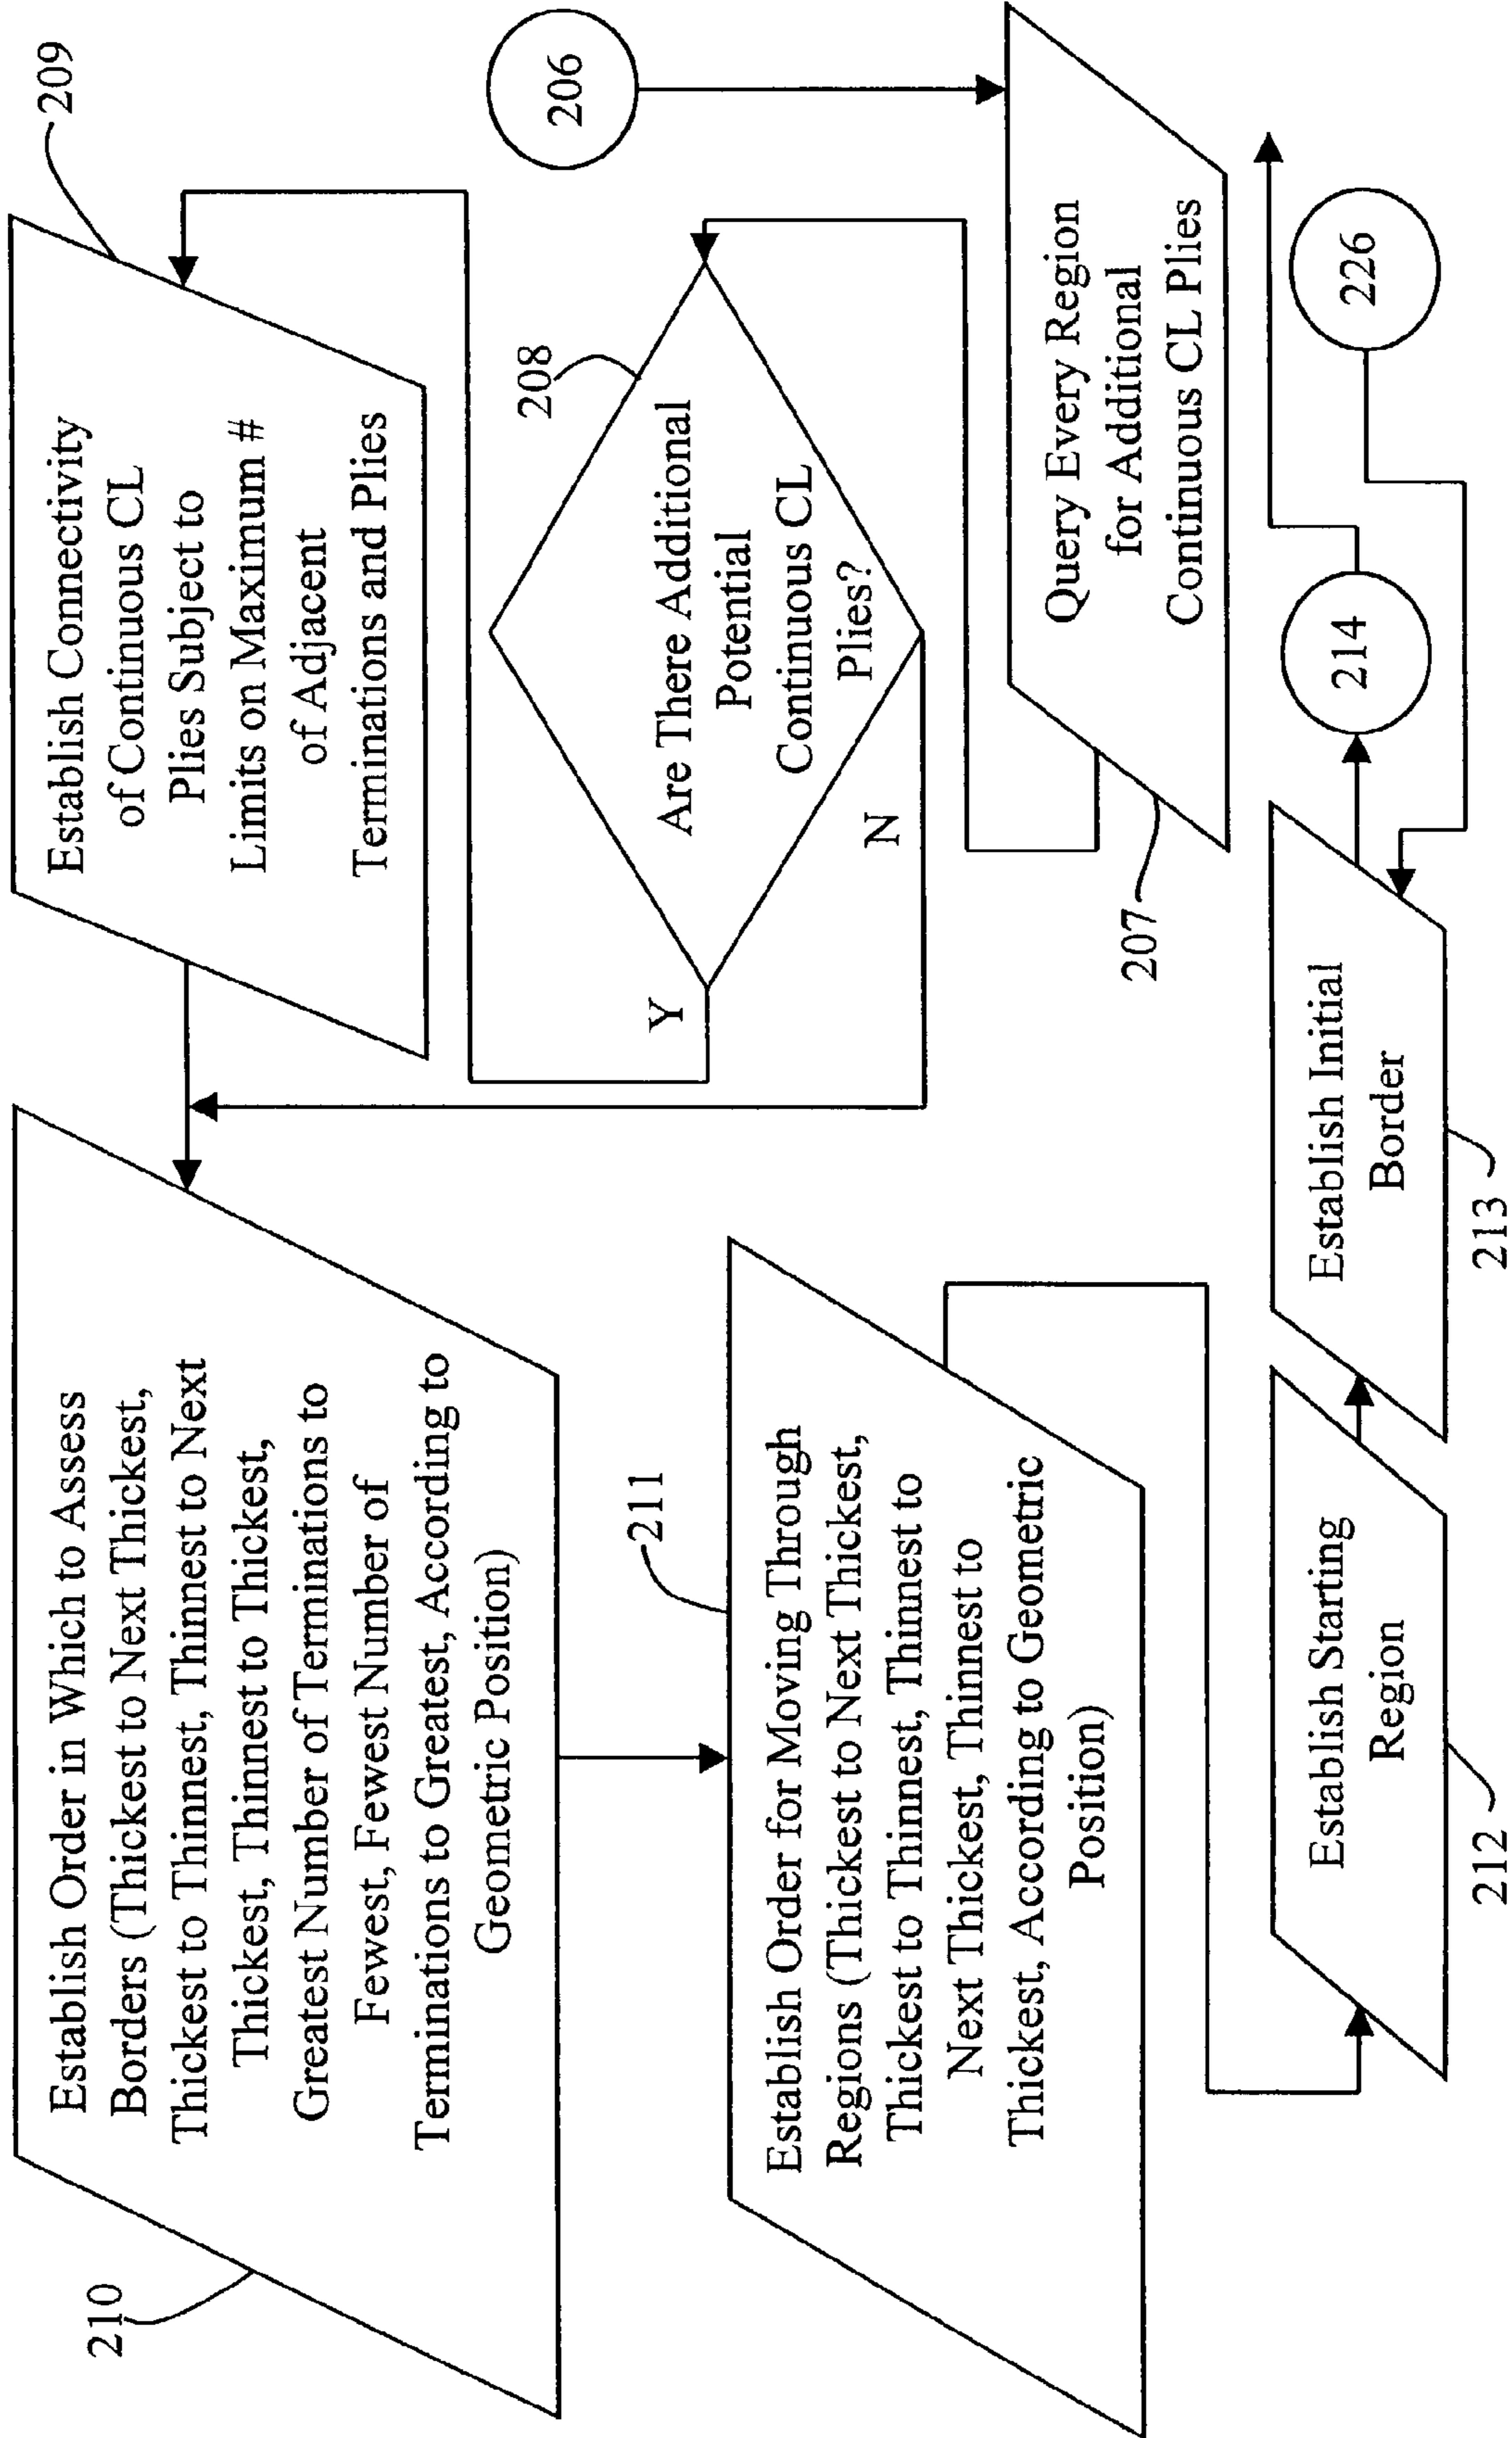 210
Establish Order in Which to Assess
Borders (Thickest to Next Thickest,
Thickest to Thinnest, Thinnest to Next
Thickest, Thinnest to Thickest,
Greatest Number of Terminations to
Fewest, Fewest Number of
Terminations to Greatest, According to
Geometric Position)
Establish Connectivity
of Continuous CL
Plies Subject to
Limits on Maximum #
of Adjacent
Terminations and Plies
209
211
Establish Order for Moving Through
Regions (Thickest to Next Thickest,
Thickest to Thinnest, Thinnest to
Next Thickest, Thinnest to
Thickest, According to Geometric
Position)
Y
208
Are There Additional
Potential
Continuous CL
Plies?
N
206
207
Query Every Region
for Additional
Continuous CL Plies
Establish Starting
Region
212
Establish Initial
Border
213
214
226